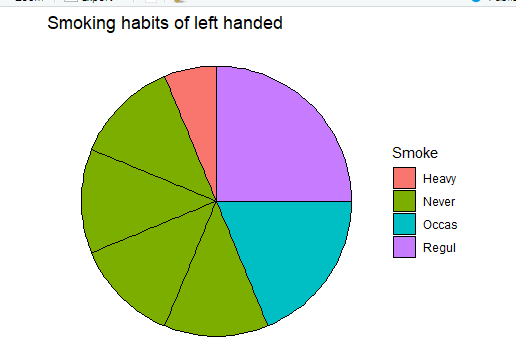 Smoking habits of left handed
Smoke
Heavy
Never
Occas
Regul